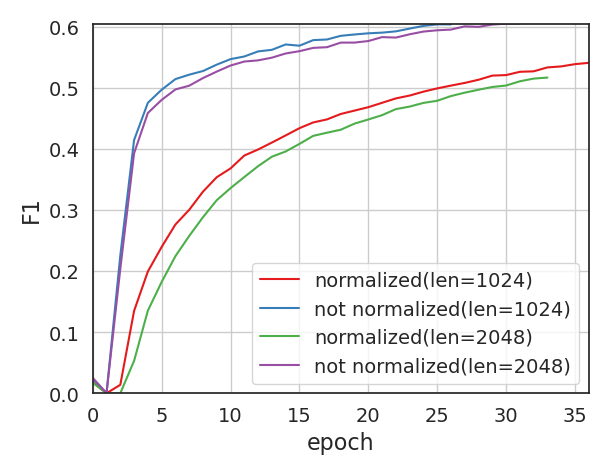 0.6
0.5
0.4
0.3
0.2
0.1
0.0
F1
normalized(len=1024)
not normalized(len=1024)
normalized(len=2048)
not normalized(len=2048)
0 5 10 15 20 25 30 35
epoch